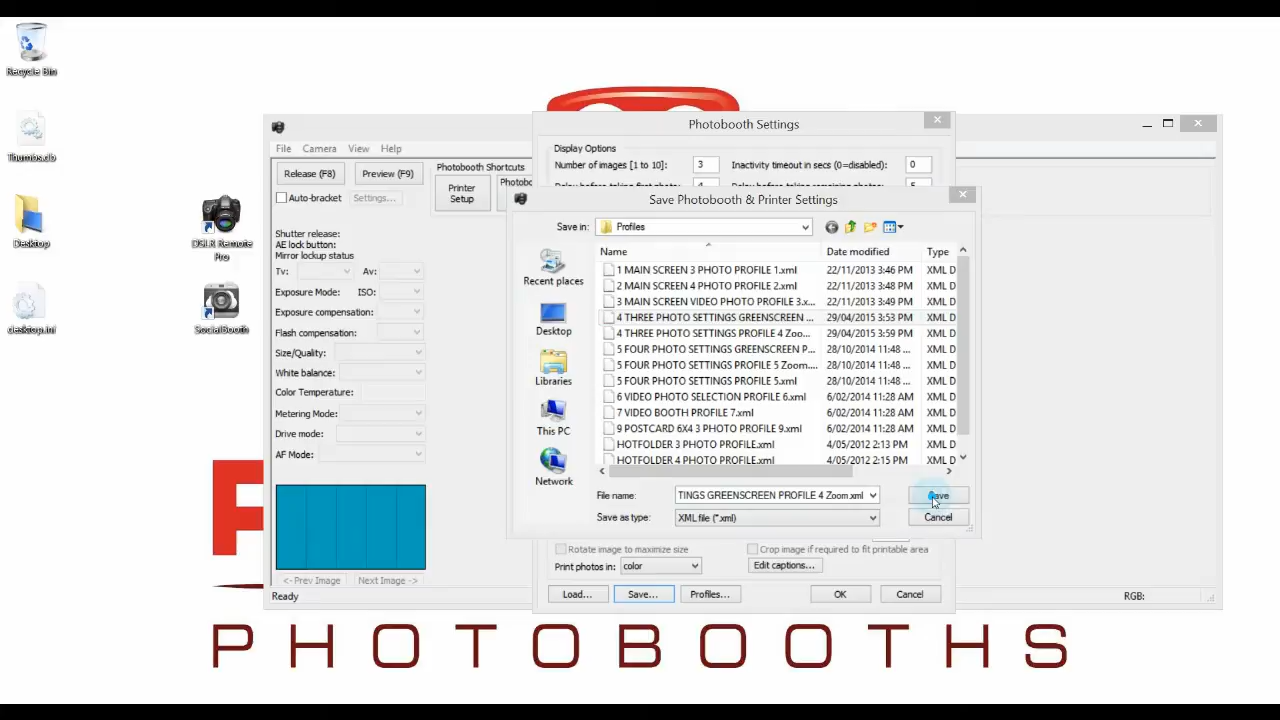 Recycle Bin
Thumbs.db
Desktop
desktop.ini
DSLR Remote
Pro
SocialBooth
File Camera View Help
Release (F8) Preview (F9)
Auto-bracket Settings...
Photobooth Shortcuts
Printer
Setup
Shutter release:
AE lock button:
Mirror lockup status
Tv: Av:
Exposure Mode: ISO:
Exposure compensation:
Flash compensation:
Size/Quality:
White balance:
Color Temperature:
Metering Mode:
Drive mode:
AF Mode:
<- Prev Image Next Image ->
Ready
RGB:
Photobooth Settings
Display Options
Number of images [1 to 10]: 3 Inactivity timeout in secs (0=disabled): 0
Save Photobooth & Printer Settings
Save in: Profiles
Recent places
Desktop
Libraries
This PC
Network
Name Date modified Type
1 MAIN SCREEN 3 PHOTO PROFILE 1.xml 22/11/2013 3:46 PM XML D
2 MAIN SCREEN 4 PHOTO PROFILE 2.xml 22/11/2013 3:48 PM XML D
3 MAIN SCREEN VIDEO PHOTO PROFILE 3.x... 22/11/2013 3:49 PM XML D
4 THREE PHOTO SETTINGS GREENSCREEN ... 29/04/2015 3:53 PM XML D
4 THREE PHOTO SETTINGS PROFILE 4 Zoo... 29/04/2015 3:59 PM XML D
5 FOUR PHOTO SETTINGS GREENSCREEN P... 28/10/2014 11:48 ... XML D
5 FOUR PHOTO SETTINGS PROFILE 5 Zoom.... 28/10/2014 11:48 ... XML D
5 FOUR PHOTO SETTINGS PROFILE 5.xml 28/10/2014 11:48 ... XML D
6 VIDEO PHOTO SELECTION PROFILE 6.xml 6/02/2014 11:28 AM XML D
7 VIDEO BOOTH PROFILE 7.xml 6/02/2014 11:28 AM XML D
9 POSTCARD 6X4 3 PHOTO PROFILE 9.xml 6/02/2014 11:28 AM XML D
HOTFOLDER 3 PHOTO PROFILE.xml 4/05/2012 2:13 PM XML D
HOTFOLDER 4 PHOTO PROFILE.xml 4/05/2012 2:15 PM XML D
File name: TINGS GREENSCREEN PROFILE 4 Zoom.xml Save
Save as type: XML file (*.xml) Cancel
Rotate image to maximize size Crop image if required to fit printable area
Print photos in: color Edit captions...
Load... Save... Profiles... OK Cancel
PHOTOBOOTHS